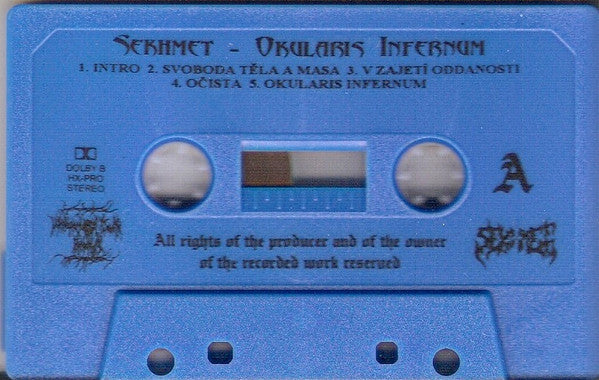 Sekhmet - Okularis Infernum
1. INTRO 2. SVOBODA TĚLA A MASA 3. V ZAJETÍ ODDANOSTI
4. OČISTA 5. OKULARIS INFERNUM
DOLBY B
HX-PRO
STEREO
A
All rights of the producer and of the owner
of the recorded work reserved